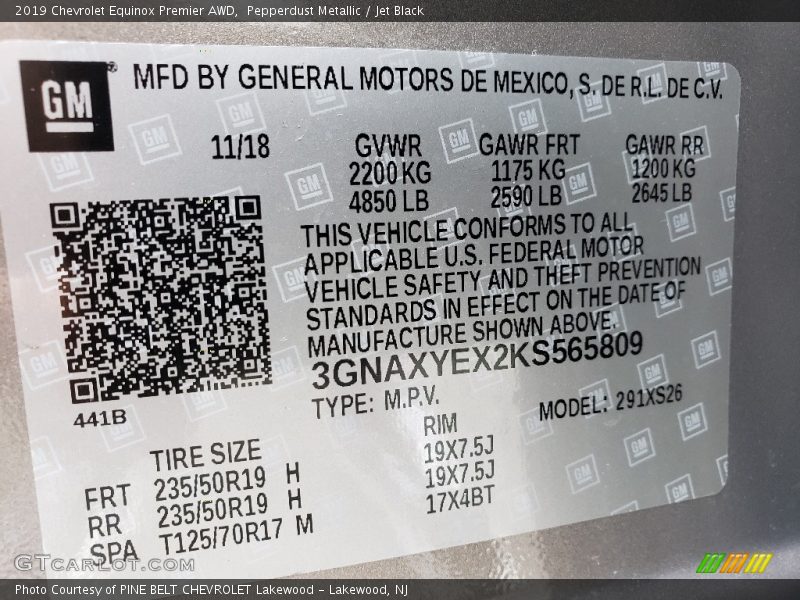 2019 Chevrolet Equinox Premier AWD,  Pepperdust Metallic / Jet Black
GM® MFD BY GENERAL MOTORS DE MEXICO, S. DE R.L. DE C.V.
11/18 GVWR GAWR FRT GAWR RR
2200 KG 1175 KG 1200 KG
4850 LB 2590 LB 2645 LB
THIS VEHICLE CONFORMS TO ALL
APPLICABLE U.S. FEDERAL MOTOR
VEHICLE SAFETY AND THEFT PREVENTION
STANDARDS IN EFFECT ON THE DATE OF
MANUFACTURE SHOWN ABOVE.
3GNAXYEX2KS565809
441B TYPE: M.P.V. MODEL: 291XS26
TIRE SIZE RIM
FRT 235/50R19 H 19X7.5J
RR 235/50R19 H 19X7.5J
SPA T125/70R17 M 17X4BT
GTcarlot.com
Photo Courtesy of PINE BELT CHEVROLET Lakewood - Lakewood, NJ